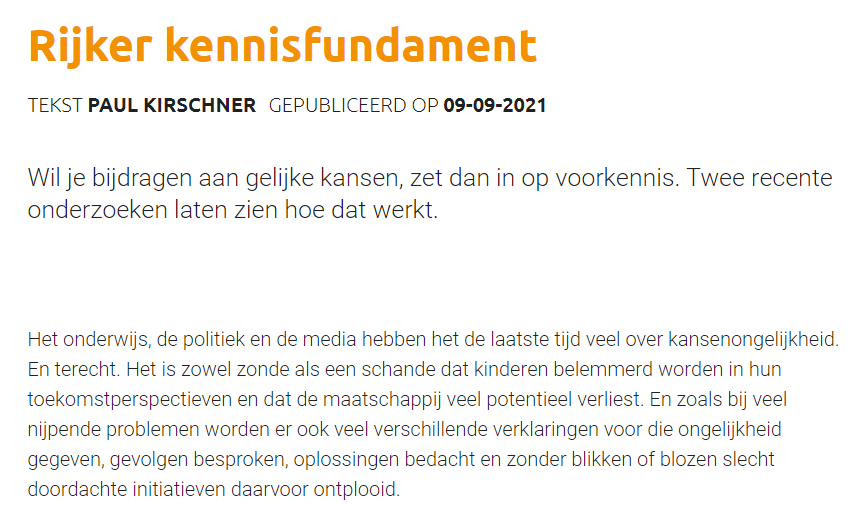 Rijker kennisfundament
TEKST PAUL KIRSCHNER GEPUBLICEERD OP 09-09-2021
Wil je bijdragen aan gelijke kansen, zet dan in op voorkennis. Twee recente
onderzoeken laten zien hoe dat werkt.
Het onderwijs, de politiek en de media hebben het de laatste tijd veel over kansenongelijkheid.
En terecht. Het is zowel zonde als een schande dat kinderen belemmerd worden in hun
toekomstperspectieven en dat de maatschappij veel potentieel verliest. En zoals bij veel
nijpende problemen worden er ook veel verschillende verklaringen voor die ongelijkheid
gegeven, gevolgen besproken, oplossingen bedacht en zonder blikken of blozen slecht
doordachte initiatieven daarvoor ontplooid.